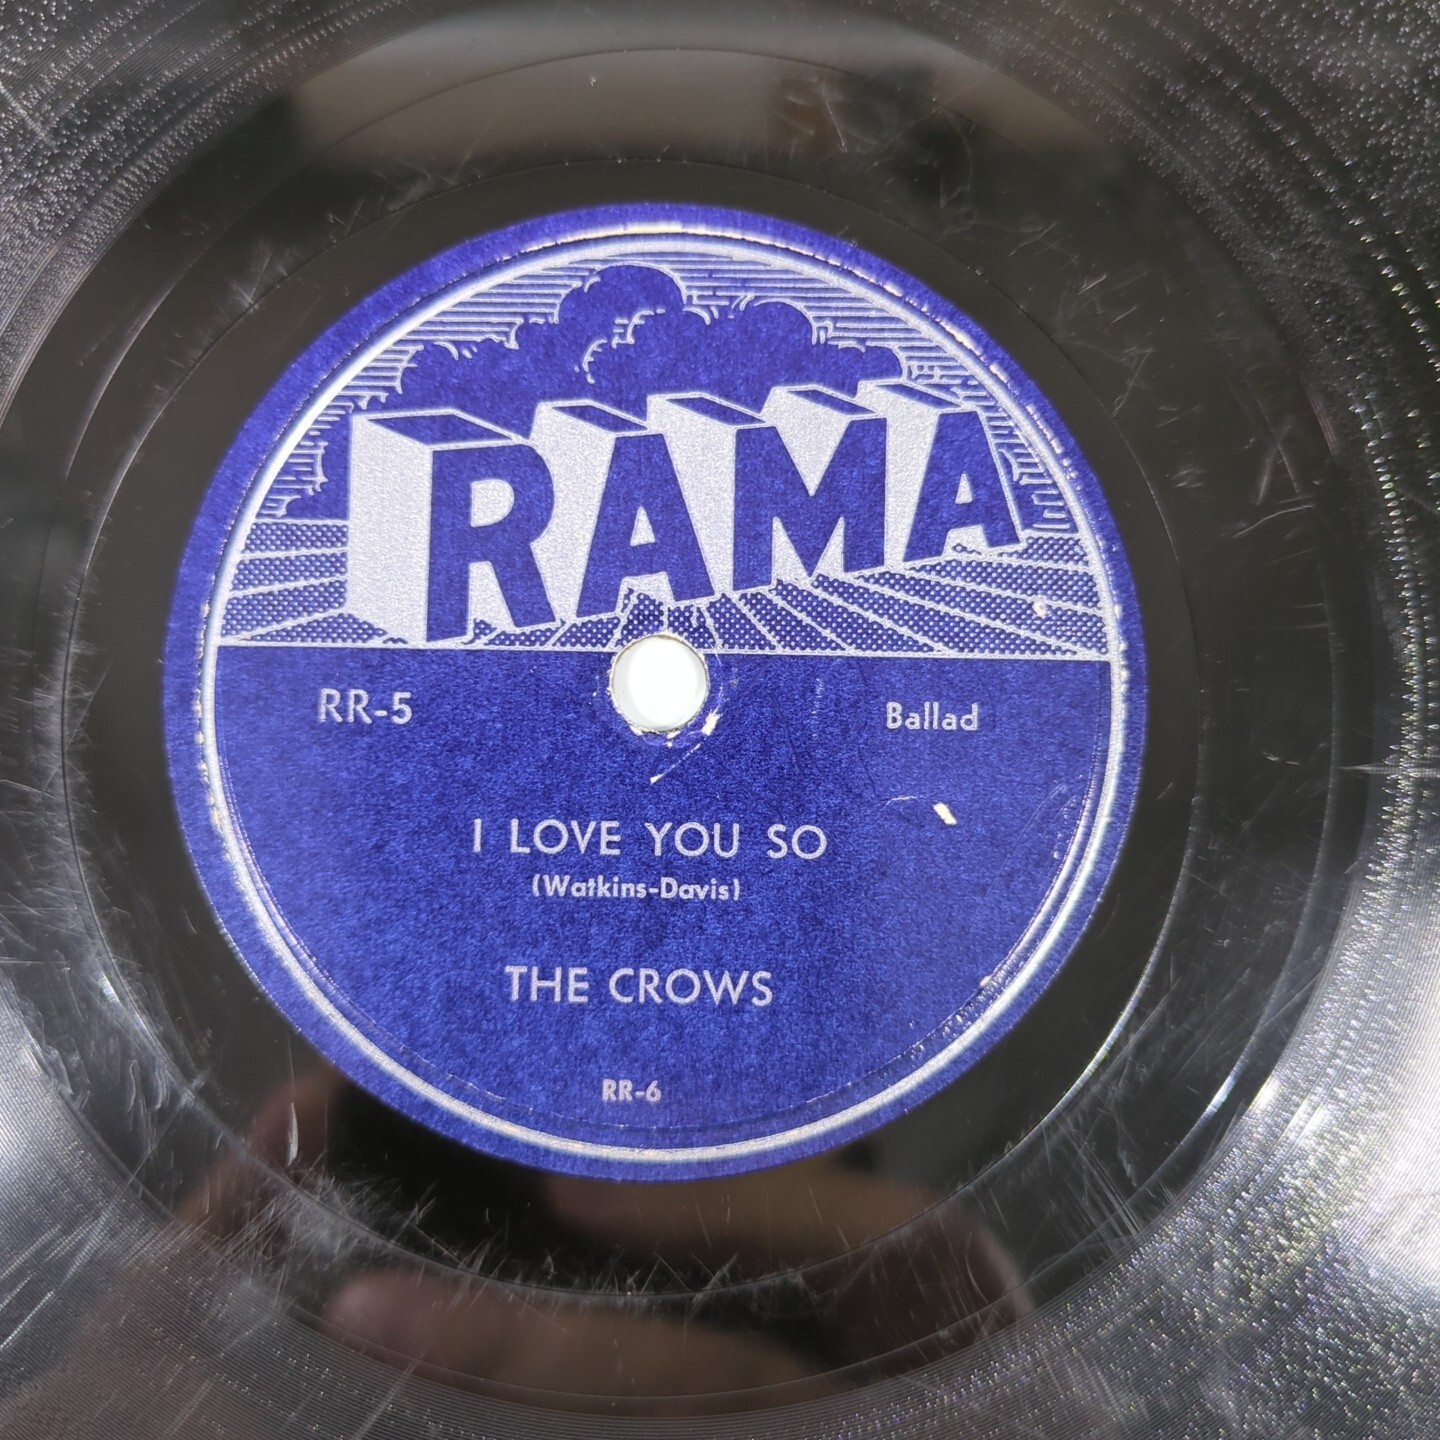 RAMA
RR-5
Ballad
I LOVE YOU SO
(Watkins-Davis)
THE CROWS
RR-6